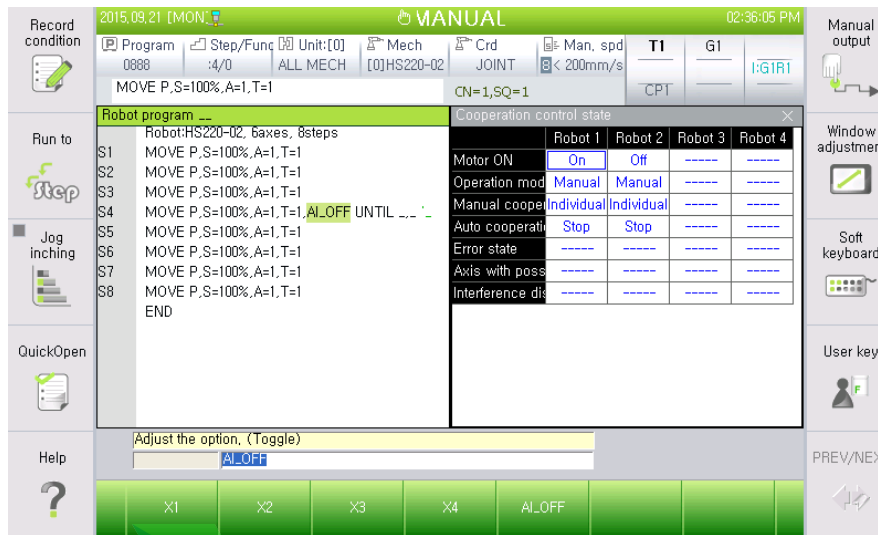 Record
condition
Run to
Step
Jog
inching
QuickOpen
Help
2015,09,21 [MON]
MANUAL
02:36:05 PM
Program
0888
Step/Func
:4/0
Unit:[0]
ALL MECH
Mech
[0]HS220-02
Crd
JOINT
Man, spd
8< 200mm/s
T1
CP1
G1
I:G1R1
MOVE P,S=100%,A=1,T=1
CN=1,SQ=1
Robot program __
Robot:HS220-02, 6axes, 8steps
S1 MOVE P,S=100%,A=1,T=1
S2 MOVE P,S=100%,A=1,T=1
S3 MOVE P,S=100%,A=1,T=1
S4 MOVE P,S=100%,A=1,T=1,AI_OFF UNTIL _,_
S5 MOVE P,S=100%,A=1,T=1
S6 MOVE P,S=100%,A=1,T=1
S7 MOVE P,S=100%,A=1,T=1
S8 MOVE P,S=100%,A=1,T=1
END
Cooperation control state
Robot 1 Robot 2 Robot 3 Robot 4
Motor ON On Off ----- -----
Operation mod Manual Manual ----- -----
Manual cooper Individual Individual ----- -----
Auto cooperati Stop Stop ----- -----
Error state ----- ----- ----- -----
Axis with poss ----- ----- ----- -----
Interference dis ----- ----- ----- -----
Adjust the option, (Toggle)
AI_OFF
X1 X2 X3 X4 AI_OFF
Manual
output
Window
adjustmer
Soft
keyboard
User key
F
PREV/NEX